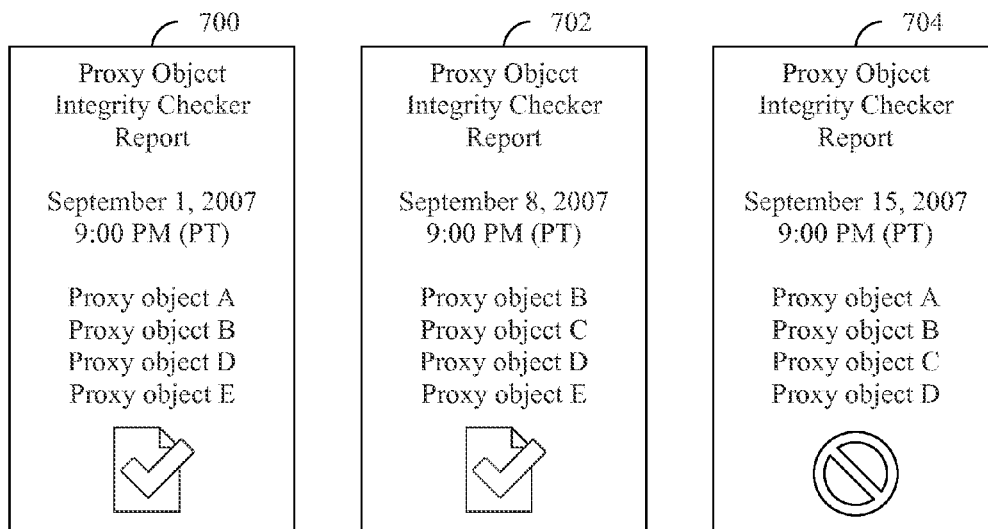 700
Proxy Object
Integrity Checker
Report
September 1, 2007
9:00 PM (PT)
Proxy object A
Proxy object B
Proxy object D
Proxy object E
702
Proxy Object
Integrity Checker
Report
September 8, 2007
9:00 PM (PT)
Proxy object B
Proxy object C
Proxy object D
Proxy object E
704
Proxy Object
Integrity Checker
Report
September 15, 2007
9:00 PM (PT)
Proxy object A
Proxy object B
Proxy object C
Proxy object D